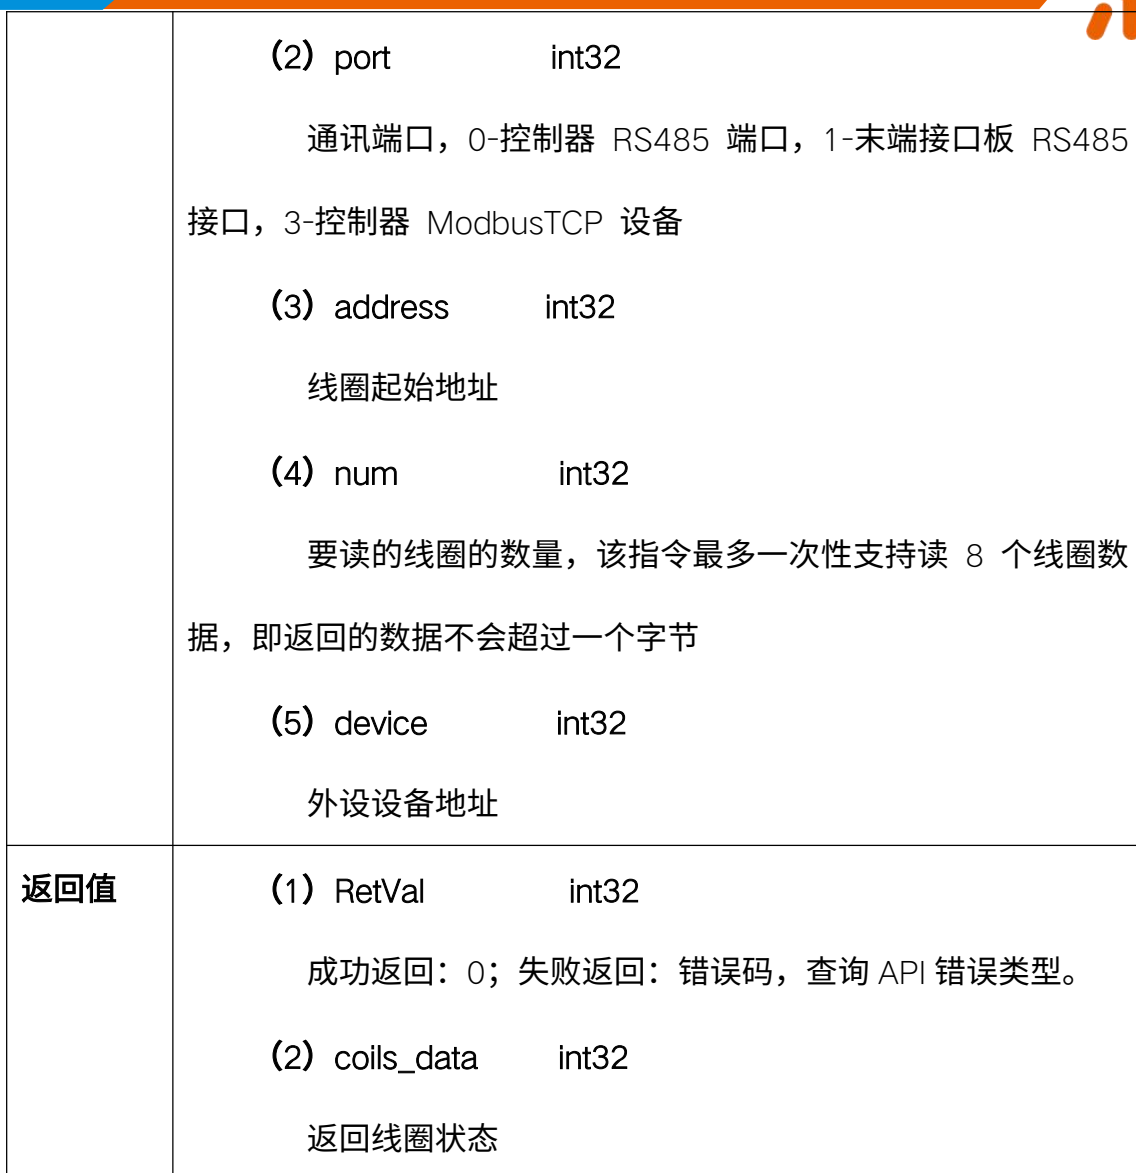 （2）port int32
通讯端口，0-控制器 RS485 端口，1-末端接口板 RS485
接口，3-控制器 ModbusTCP 设备
（3）address int32
线圈起始地址
（4）num int32
要读的线圈的数量，该指令最多一次性支持读 8 个线圈数
据，即返回的数据不会超过一个字节
（5）device int32
外设设备地址
返回值 （1）RetVal int32
成功返回：0；失败返回：错误码，查询 API 错误类型。
（2）coils_data int32
返回线圈状态